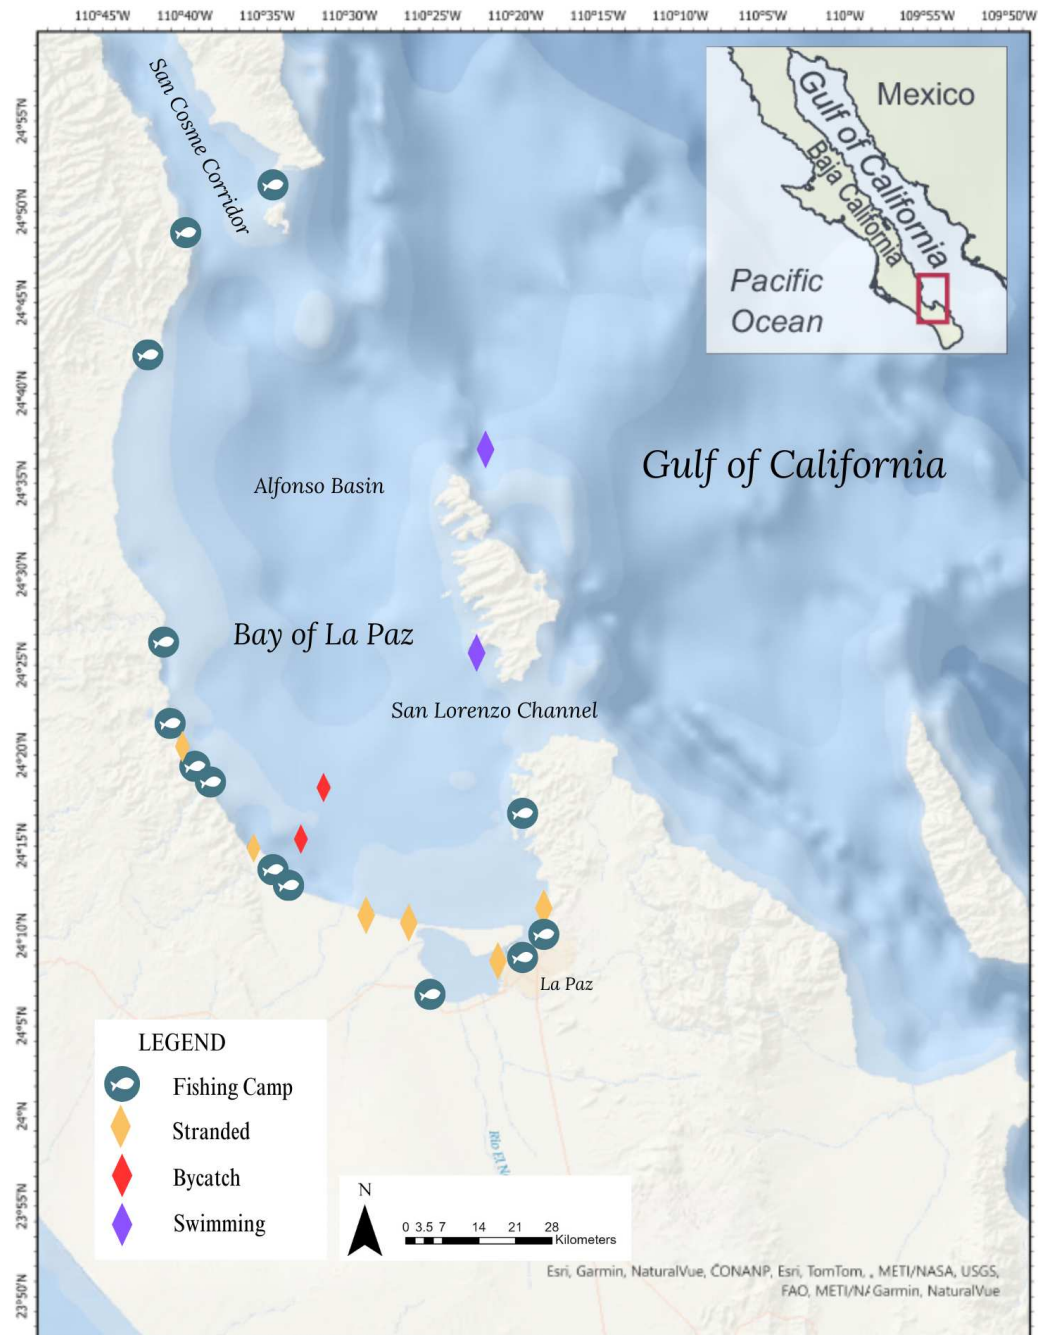 110°45'W 110°40'W 110°35'W 110°30'W 110°25'W 110°20'W 110°15'W 110°10'W 110°5'W 110°0'W 109°55'W 109°50'W
24°55'N
24°50'N
24°45'N
24°40'N
24°35'N
24°30'N
24°25'N
24°20'N
24°15'N
24°10'N
24°5'N
24°N
23°55'N
23°50'N
San Cosme Corridor
Mexico
Gulf of California
Baja California
Pacific
Ocean
Gulf of California
Alfonso Basin
Bay of La Paz
San Lorenzo Channel
La Paz
Río El N
LEGEND
Fishing Camp
Stranded
Bycatch
Swimming
N
0 3.5 7 14 21 28
Kilometers
Esri, Garmin, NaturalVue, CONANP, Esri, TomTom, , METI/NASA, USGS,
FAO, METI/NA Garmin, NaturalVue